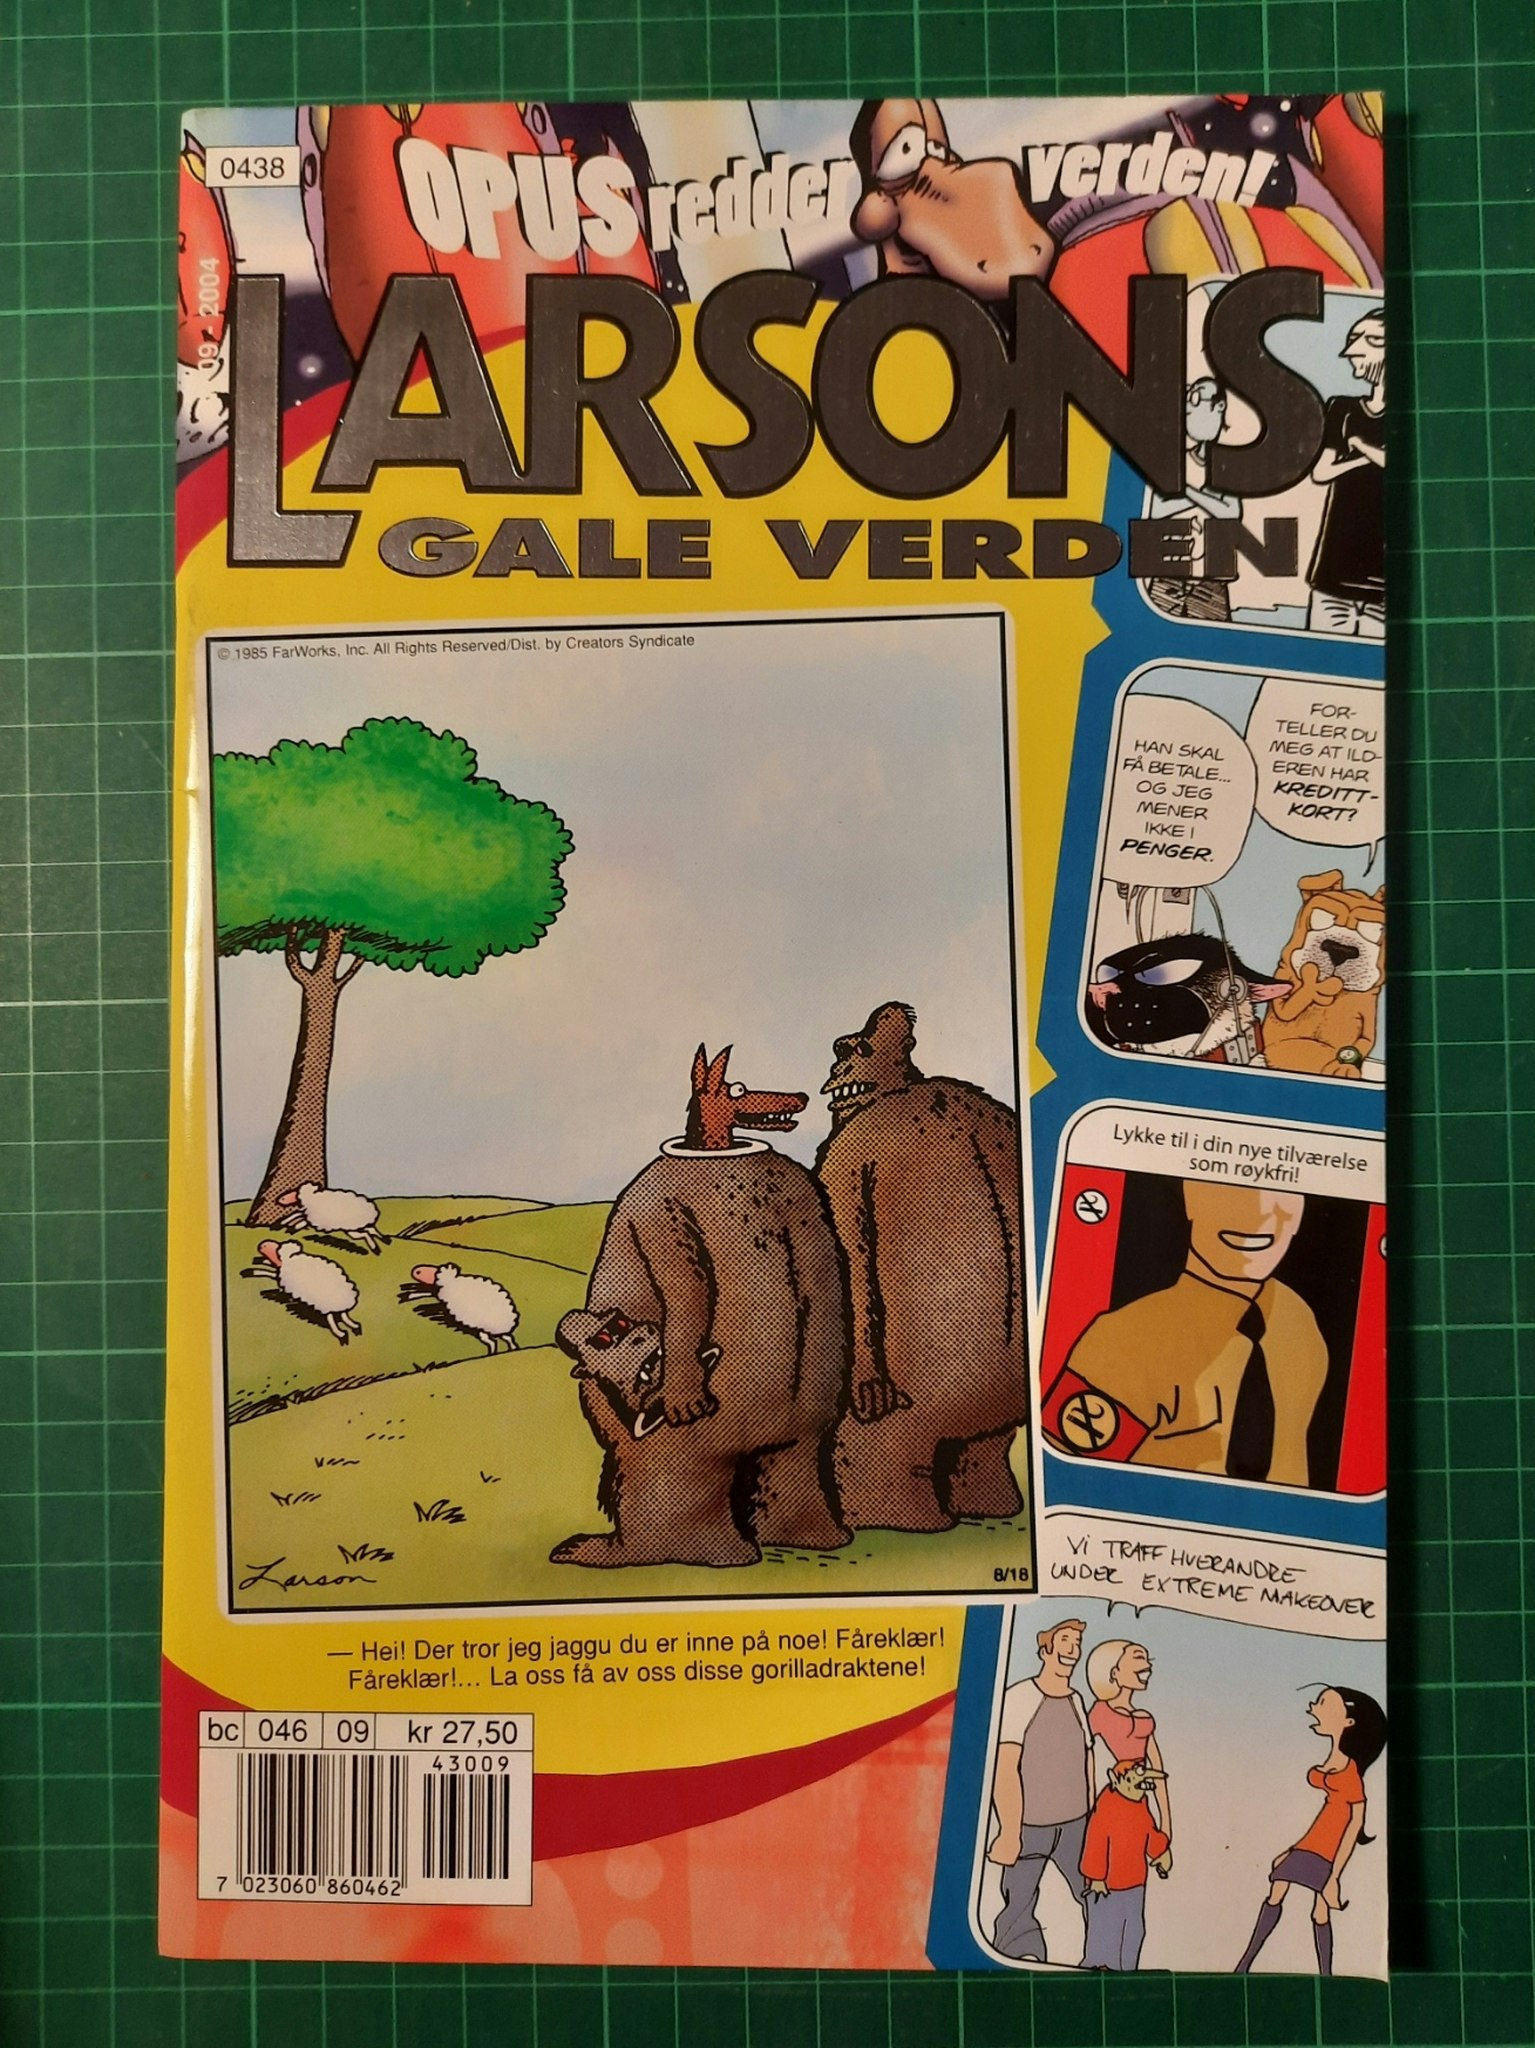 0438
OPUS redder verden!
09 - 2004
LARSONS
GALE VERDEN
© 1985 FarWorks, Inc. All Rights Reserved/Dist. by Creators Syndicate
HAN SKAL
FÅ BETALE...
OG JEG
MENER
IKKE I
PENGER.
FOR-
TELLER DU
MEG AT ILD-
EREN HAR
KREDITT-
KORT?
Lykke til i din nye tilværelse
som røykfri!
Larson
8/18
VI TRAFF HVERANDRE
UNDER EXTREME MAKEOVER
— Hei! Der tror jeg jaggu du er inne på noe! Fåreklær!
Fåreklær!... La oss få av oss disse gorilladraktene!
bc 046 09 kr 27,50
43009
7 023060 860462